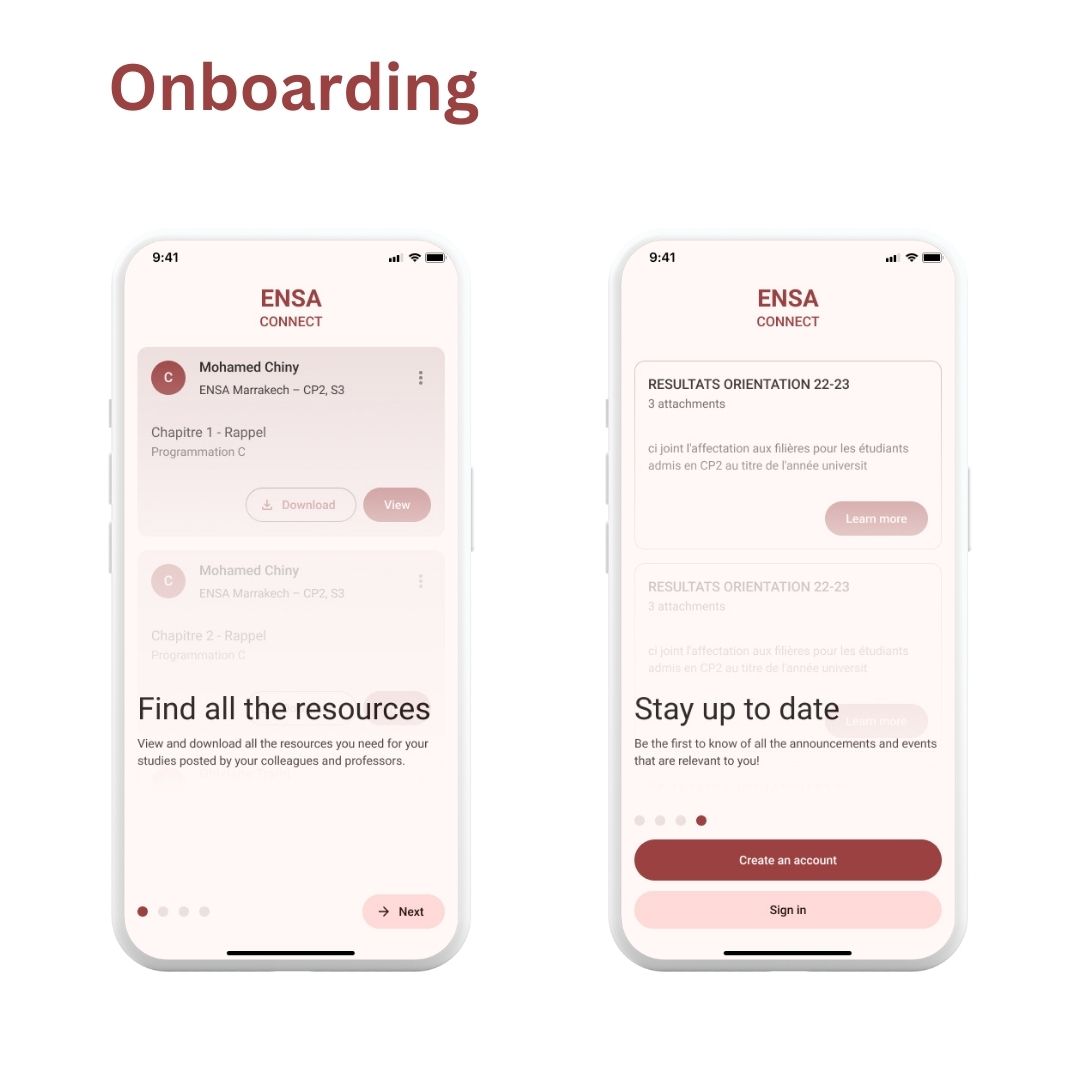 Onboarding
9:41
ENSA
CONNECT
C
Mohamed Chiny
ENSA Marrakech – CP2, S3
Chapitre 1 - Rappel
Programmation C
Download
View
C
Mohamed Chiny
ENSA Marrakech – CP2, S3
Chapitre 2 - Rappel
Programmation C
Find all the resources
View and download all the resources you need for your
studies posted by your colleagues and professors.
Next
9:41
ENSA
CONNECT
RESULTATS ORIENTATION 22-23
3 attachments
ci joint l'affectation aux filières pour les étudiants
admis en CP2 au titre de l'année universit
Learn more
RESULTATS ORIENTATION 22-23
3 attachments
ci joint l'affectation aux filières pour les étudiants
admis en CP2 au titre de l'année universit
Learn more
Stay up to date
Be the first to know of all the announcements and events
that are relevant to you!
Create an account
Sign in